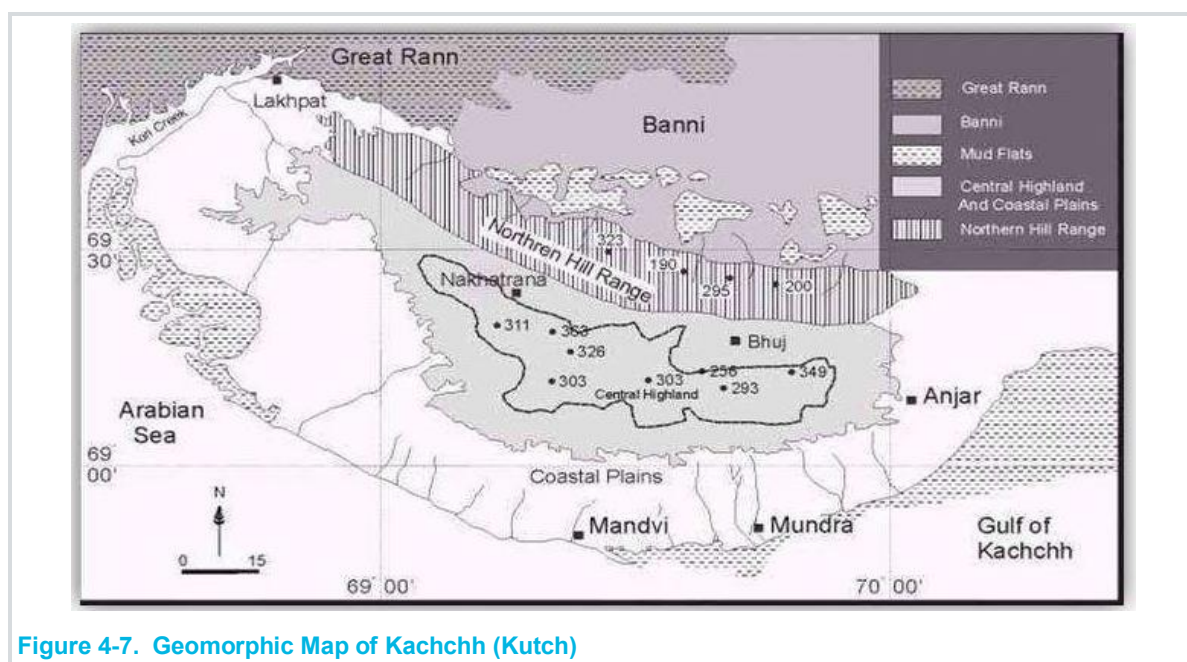 Great Rann
Lakhpat
Kori Creek
Banni
Great Rann
Banni
Mud Flats
Central Highland
And Coastal Plains
Northern Hill Range
69
30'
Northren Hill Range
323
190
295
200
Nakhatrana
311
363
326
Bhuj
303
303
256
349
293
Central Highland
Anjar
Arabian
Sea
69
00'
Coastal Plains
N
Mandvi
Mundra
Gulf of
Kachchh
0 15
69° 00'
70° 00'
Figure 4-7. Geomorphic Map of Kachchh (Kutch)